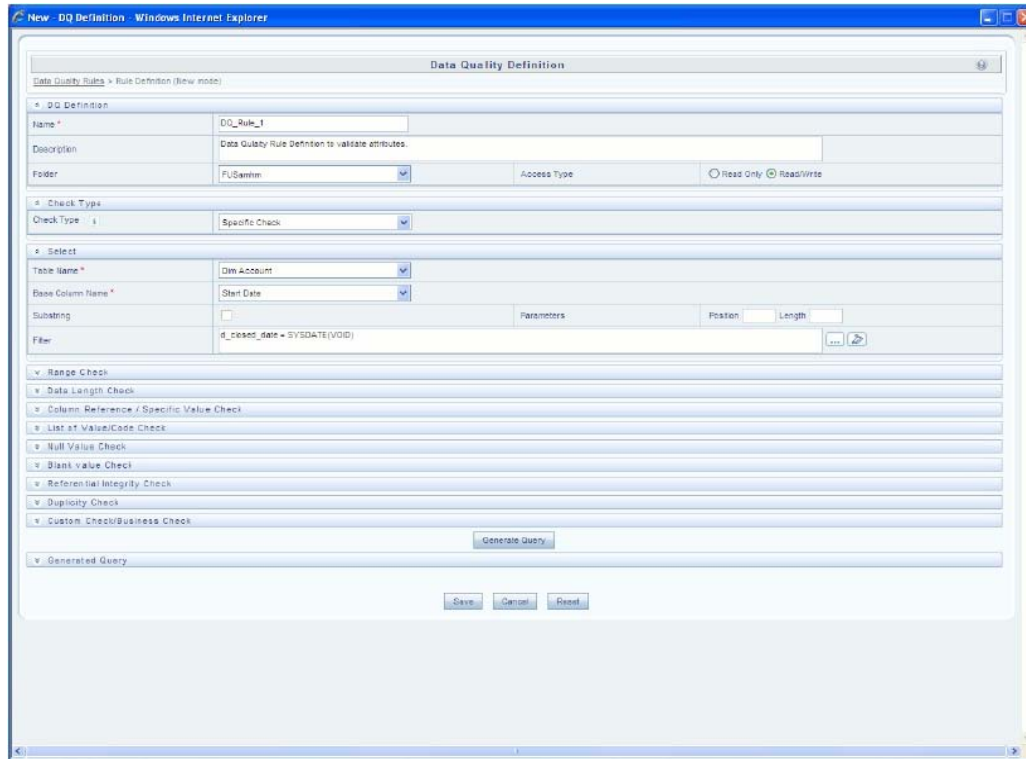 New - DQ Definition - Windows Internet Explorer
Data Quality Definition
Data Quality Rules > Rule Definition (New mode)
DQ Definition
Name *
DQ_Rule_1
Description
Data Qulaity Rule Defintion to validate attributes.
Folder
FUSamhm
Access Type
Read Only
Read/Write
Check Type
Check Type
Specific Check
Select
Table Name *
Dim Account
Base Column Name *
Start Date
Substring
Parameters
Position
Length
Filter
d_closed_date = SYSDATE(VOID)
...
Range Check
Data Length Check
Column Reference / Specific Value Check
List of Value/Code Check
Null Value Check
Blank value Check
Referential Integrity Check
Duplicity Check
Custom Check/Business Check
Generate Query
Generated Query
Save
Cancel
Reset